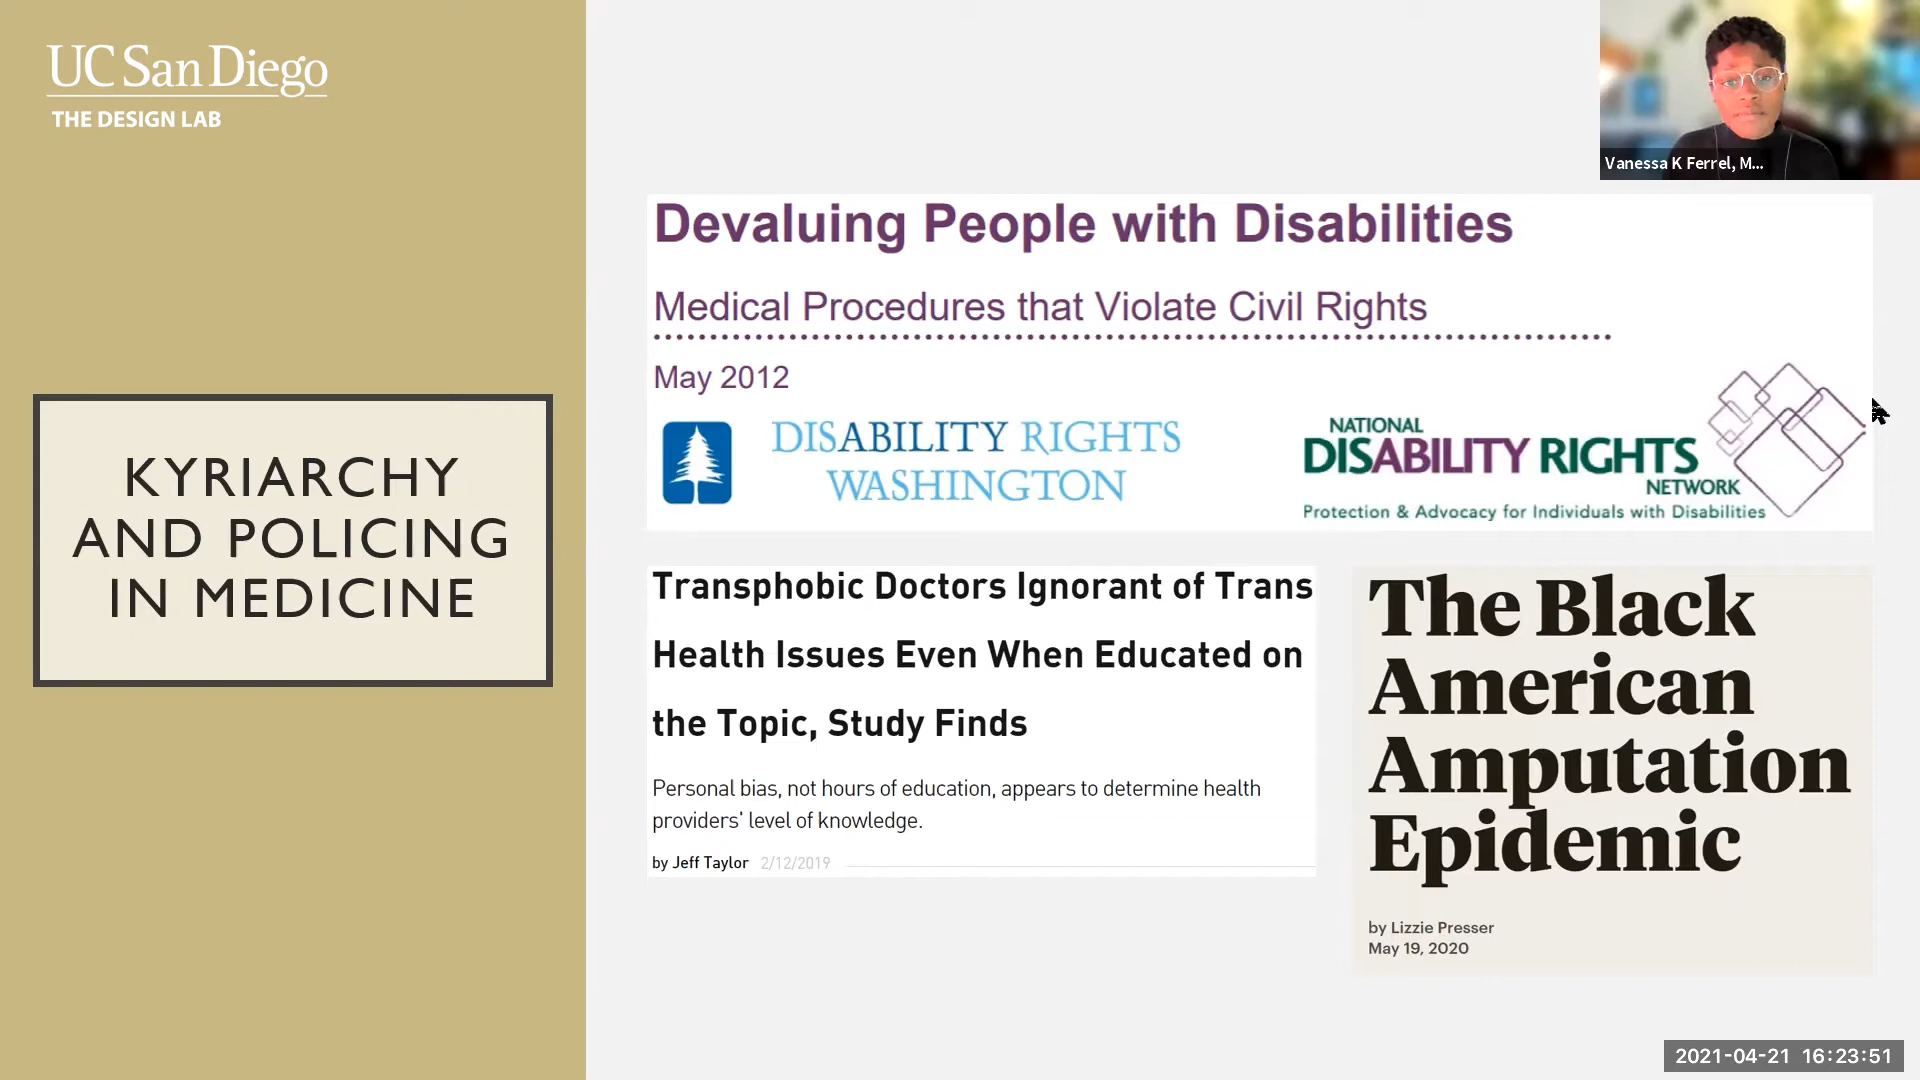 UC San Diego
THE DESIGN LAB
KYRIARCHY
AND POLICING
IN MEDICINE
Vanessa K Ferrel, M...
Devaluing People with Disabilities
Medical Procedures that Violate Civil Rights
May 2012
DISABILITY RIGHTS
WASHINGTON
NATIONAL
DISABILITY RIGHTS
NETWORK
Protection & Advocacy for Individuals with Disabilities
Transphobic Doctors Ignorant of Trans
Health Issues Even When Educated on
the Topic, Study Finds
Personal bias, not hours of education, appears to determine health
providers' level of knowledge.
by Jeff Taylor 2/12/2019
The Black
American
Amputation
Epidemic
by Lizzie Presser
May 19, 2020
2021-04-21 16:23:51